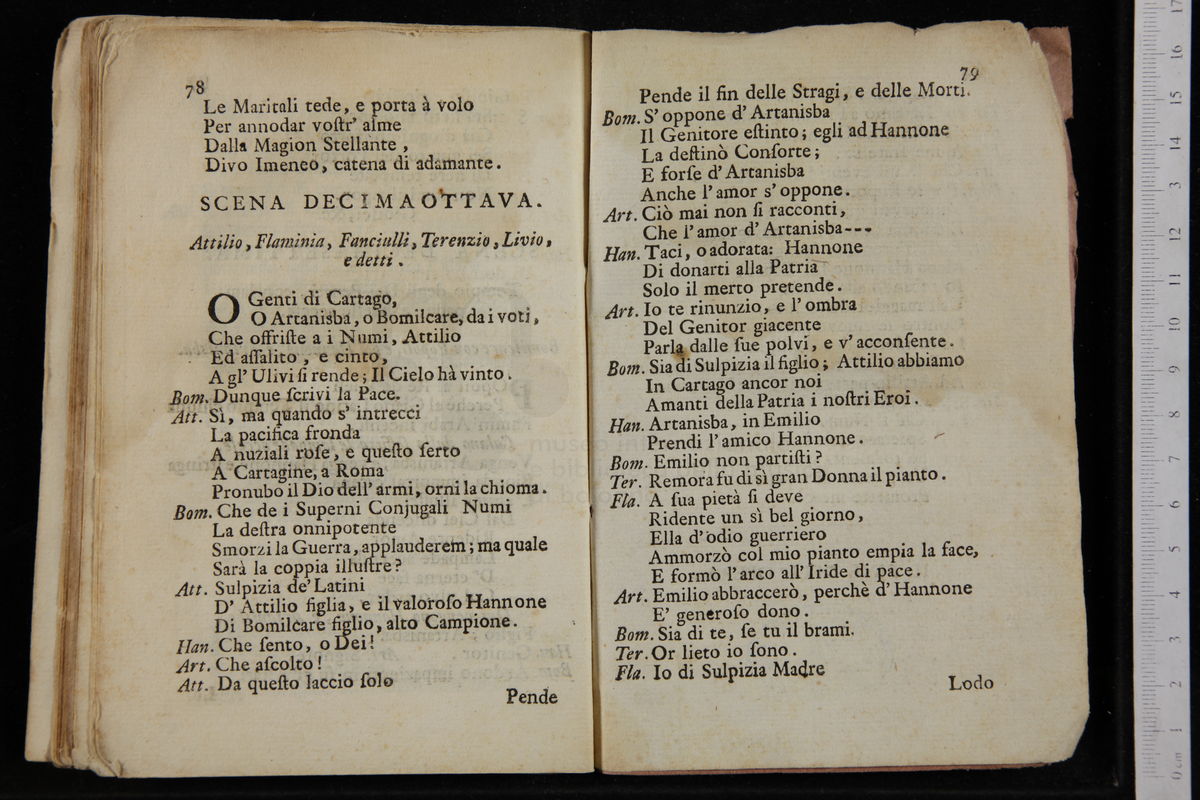 78
Le Maritali tede, e porta à volo
Per annodar voſtr' alme
Dalla Magion Stellante,
Divo Imeneo, catena di adamante.
SCENA DECIMAOTTAVA.
Attilio, Flaminia, Fanciulli, Terenzio, Livio,
e detti.
O Genti di Cartago,
O Artanisba, o Bomilcare, da i voti,
Che offriſte a i Numi, Attilio
Ed aſſalito, e cinto,
A gl' Ulivi ſi rende; Il Cielo hà vinto.
Bom. Dunque ſcrivi la Pace.
Att. Sì, ma quando s' intrecci
La pacifica fronda
A nuziali roſe, e queſto ſerto
A Cartagine, a Roma
Pronubo il Dio dell' armi, orni la chioma.
Bom. Che de i Superni Conjugali Numi
La deſtra onnipotente
Smorzi la Guerra, applauderem; ma quale
Sarà la coppia illuſtre?
Att. Sulpizia de' Latini
D' Attilio figlia, e il valoroſo Hannone
Di Bomilcare figlio, alto Campione.
Han. Che ſento, o Dei!
Art. Che aſcolto!
Att. Da queſto laccio ſolo
Pende
79
Pende il fin delle Stragi, e delle Morti.
Bom. S' oppone d' Artanisba
Il Genitore eſtinto; egli ad Hannone
La deſtinò Conſorte;
E forſe d' Artanisba
Anche l' amor s' oppone.
Art. Ciò mai non ſi racconti,
Che l' amor d' Artanisba---
Han. Taci, o adorata: Hannone
Di donarti alla Patria
Solo il merto pretende.
Art. Io te rinunzio, e l' ombra
Del Genitor giacente
Parla dalle ſue polvi, e v' acconſente.
Bom. Sia di Sulpizia il figlio; Attilio abbiamo
In Cartago ancor noi
Amanti della Patria i noſtri Eroi.
Han. Artanisba, in Emilio
Prendi l' amico Hannone.
Bom. Emilio non partiſti?
Ter. Remora fu di sì gran Donna il pianto.
Fla. A ſua pietà ſi deve
Ridente un sì bel giorno,
Ella d' odio guerriero
Ammorzò col mio pianto empia la face,
E formò l' arco all' Iride di pace.
Art. Emilio abbraccerò, perchè d' Hannone
E' generoſo dono.
Bom. Sia di te, ſe tu il brami.
Ter. Or lieto io ſono.
Fla. Io di Sulpizia Madre
Lodo